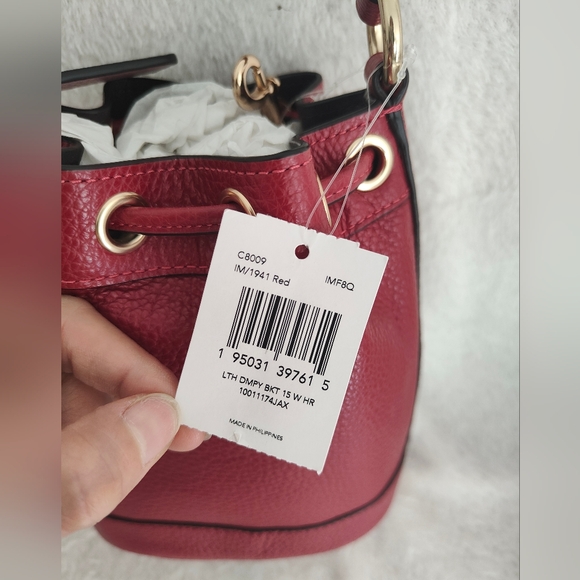 C8009
IM/1941 Red IMF8Q
1 95031 39761 5
LTH DMPY BKT 15 W HR
10011174JAX
MADE IN PHILIPPINES